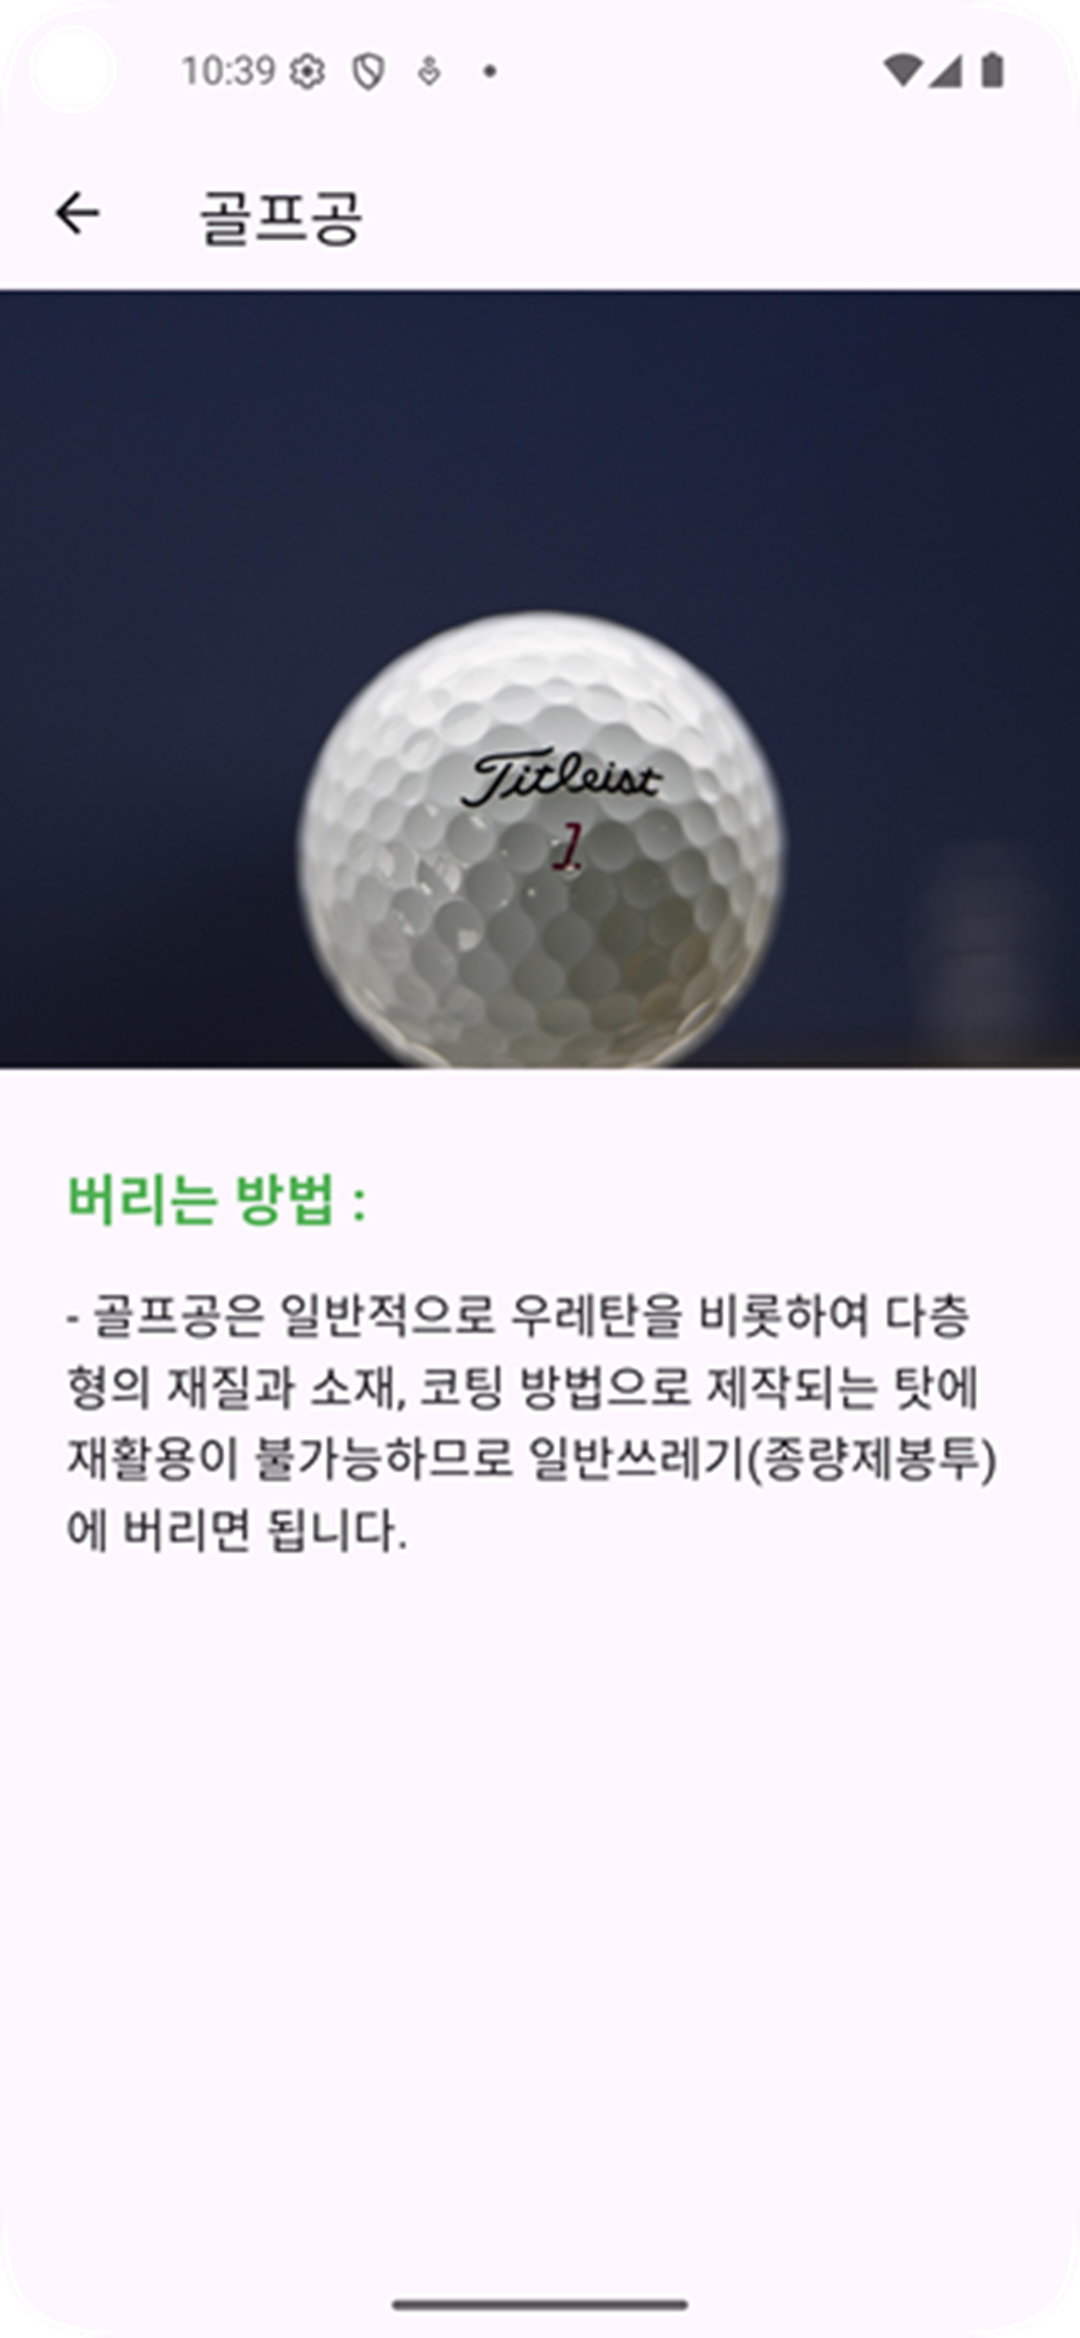 10:39
골프공
Titleist
1
버리는 방법 :
- 골프공은 일반적으로 우레탄을 비롯하여 다층
형의 재질과 소재, 코팅 방법으로 제작되는 탓에
재활용이 불가능하므로 일반쓰레기(종량제봉투)
에 버리면 됩니다.